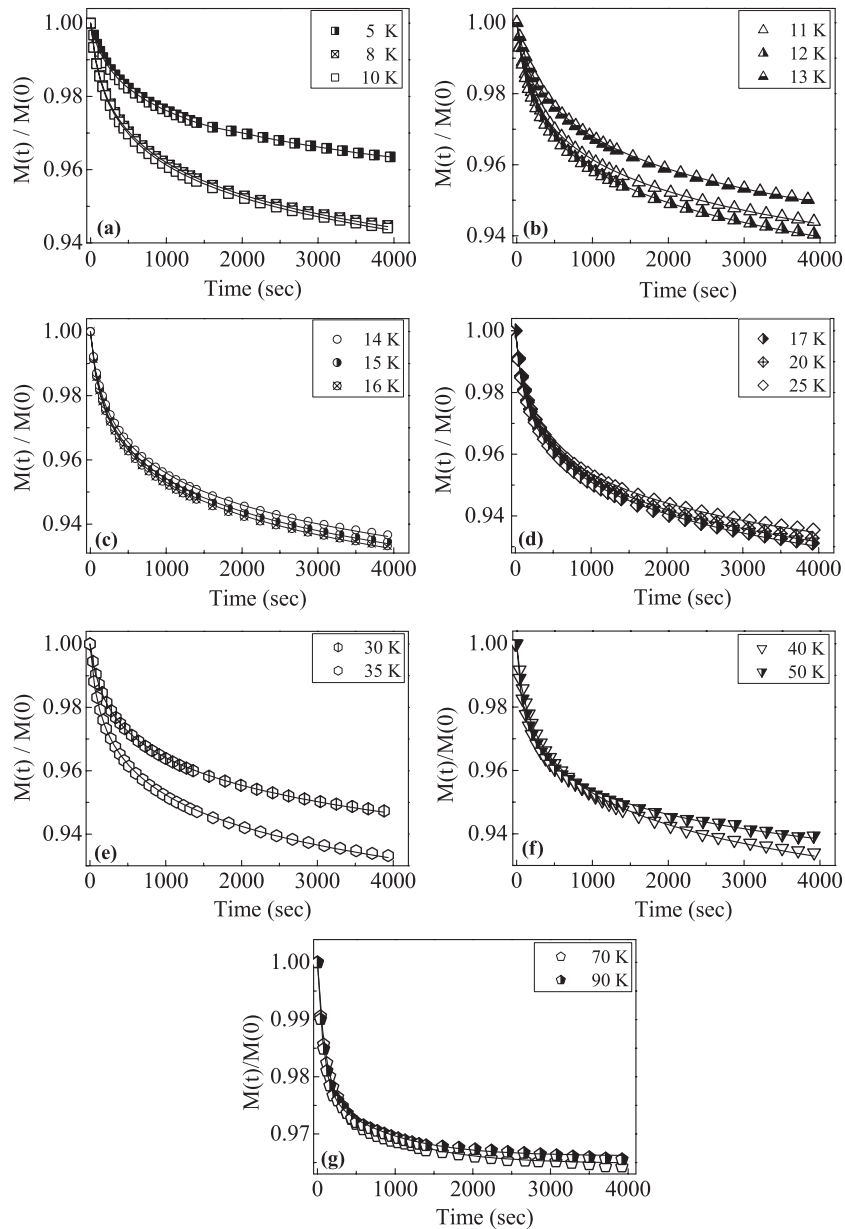 M(t) / M(0)
1.00
0.98
0.96
0.94
5 K
8 K
10 K
(a)
0 1000 2000 3000 4000
Time (sec)
M(t) / M(0)
1.00
0.98
0.96
0.94
11 K
12 K
13 K
(b)
0 1000 2000 3000 4000
Time (sec)
M(t) / M(0)
1.00
0.98
0.96
0.94
14 K
15 K
16 K
(c)
0 1000 2000 3000 4000
Time (sec)
M(t) / M(0)
1.00
0.98
0.96
0.94
17 K
20 K
25 K
(d)
0 1000 2000 3000 4000
Time (sec)
M(t) / M(0)
1.00
0.98
0.96
0.94
30 K
35 K
(e)
0 1000 2000 3000 4000
Time (sec)
M(t)/M(0)
1.00
0.98
0.96
0.94
40 K
50 K
(f)
0 1000 2000 3000 4000
Time (sec)
M(t)/M(0)
1.00
0.99
0.98
0.97
70 K
90 K
(g)
0 1000 2000 3000 4000
Time (sec)